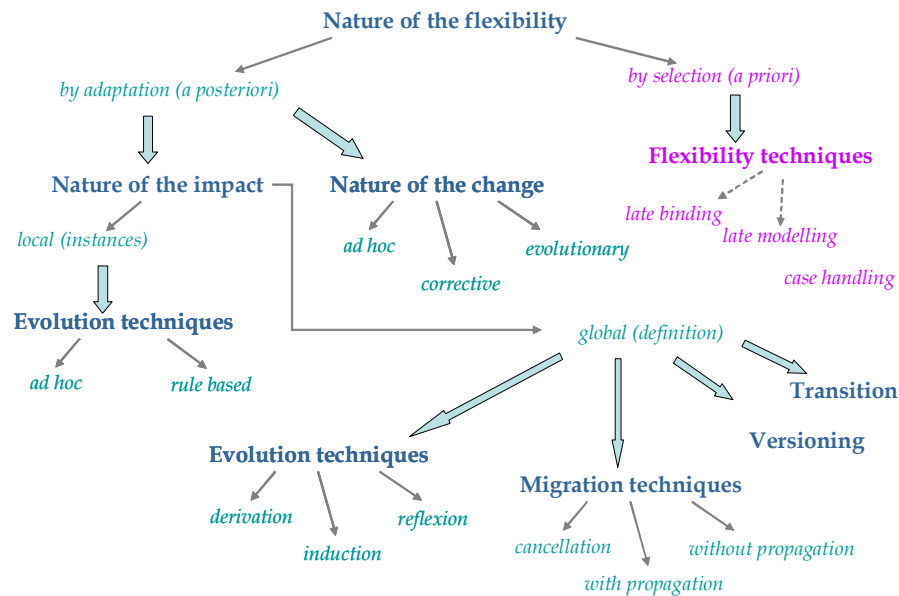 Nature of the flexibility
by adaptation (a posteriori)
by selection (a priori)
Flexibility techniques
Nature of the impact
Nature of the change
late binding
late modelling
case handling
local (instances)
ad hoc
corrective
evolutionary
Evolution techniques
ad hoc
rule based
global (definition)
Transition
Versioning
Evolution techniques
derivation
induction
reflexion
Migration techniques
cancellation
with propagation
without propagation